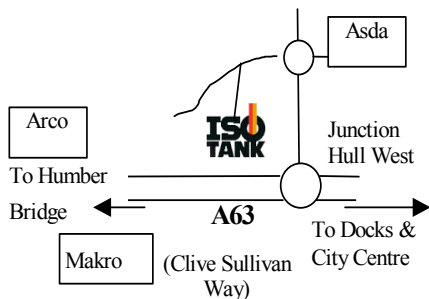 Asda
Arco
ISO
TANK
Junction
Hull West
To Humber
Bridge
A63
To Docks &
City Centre
Makro
(Clive Sullivan
Way)